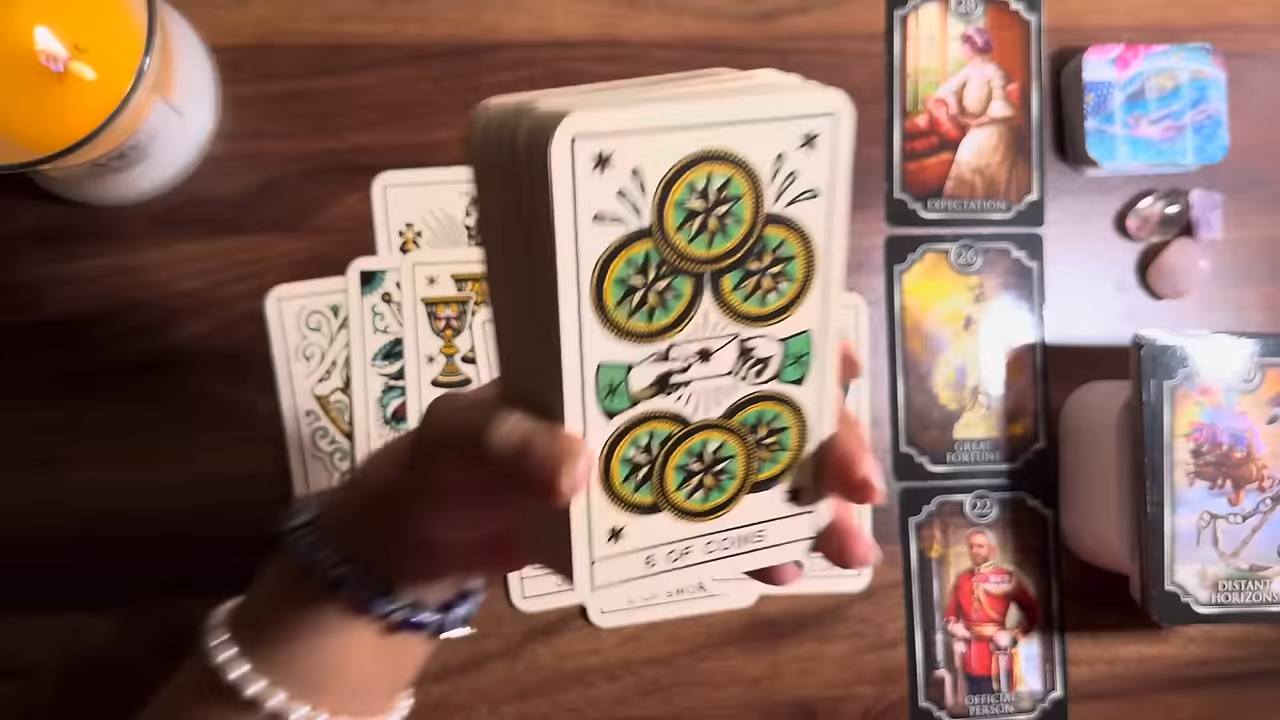 28
EXPECTATION
26
GREAT
FORTUNE
22
OFFICIAL
PERSON
6 OF COINS
DISTANT
HORIZONS